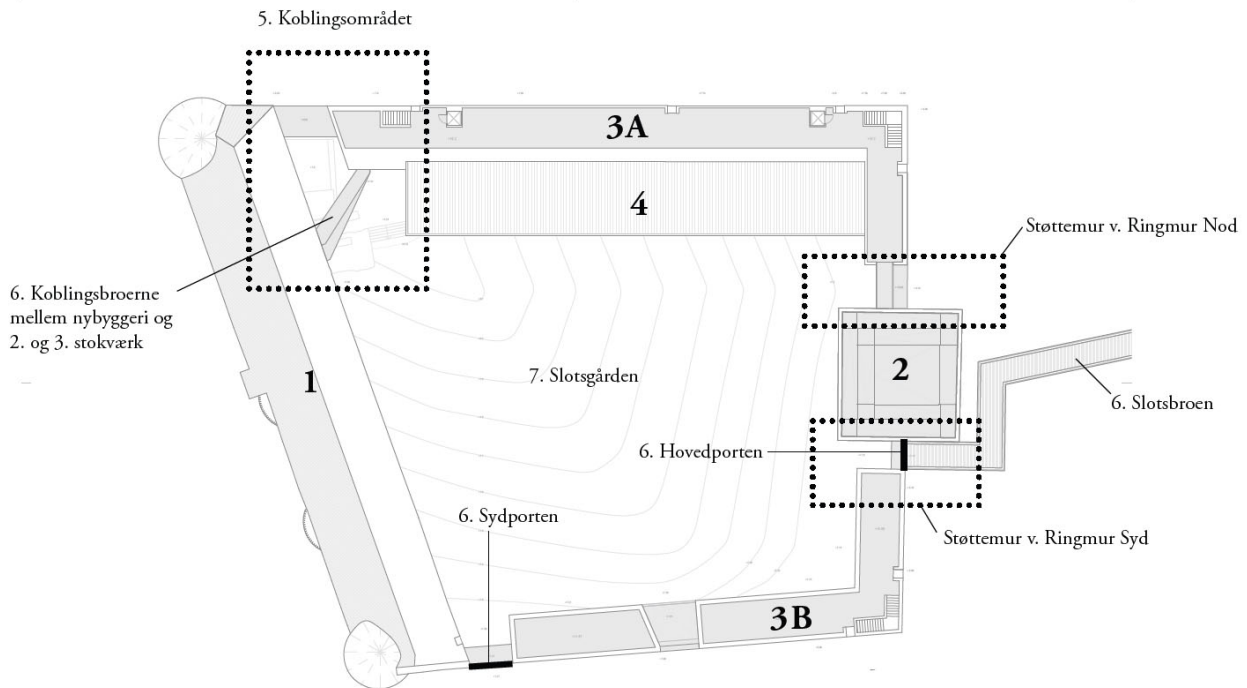 5. Koblingsområdet
3A
4
Støttemur v. Ringmur Nod
6. Koblingsbroerne
mellem nybyggeri og
2. og 3. stokværk
1
7. Slotsgården
2
6. Slotsbroen
6. Hovedporten
6. Sydporten
Støttemur v. Ringmur Syd
3B